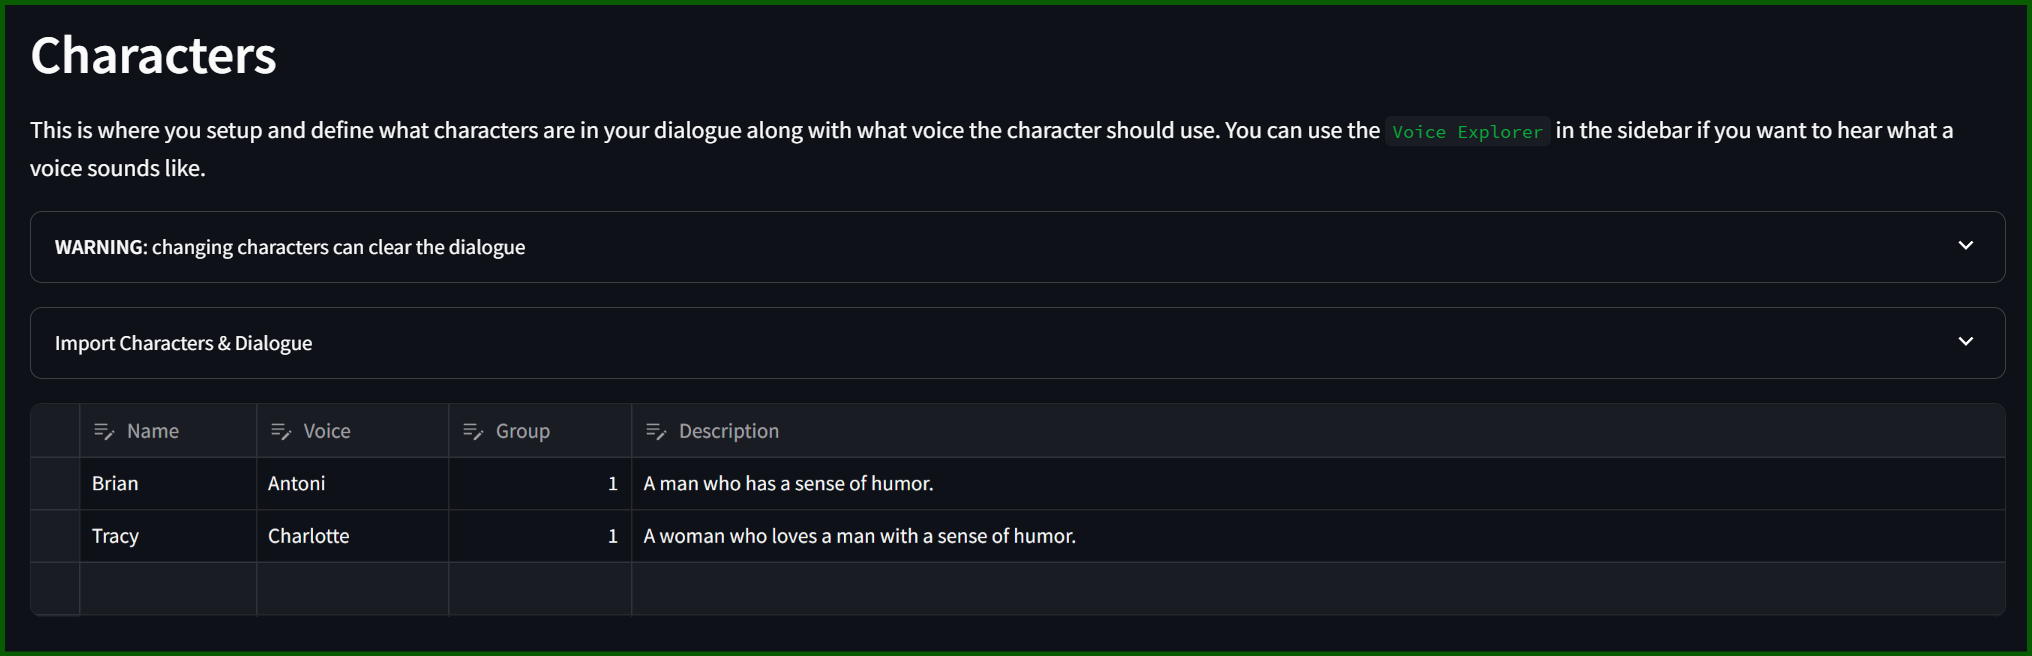 Characters
This is where you setup and define what characters are in your dialogue along with what voice the character should use. You can use the Voice Explorer in the sidebar if you want to hear what a
voice sounds like.
WARNING: changing characters can clear the dialogue
Import Characters & Dialogue
Name Voice Group Description
Brian Antoni 1 A man who has a sense of humor.
Tracy Charlotte 1 A woman who loves a man with a sense of humor.